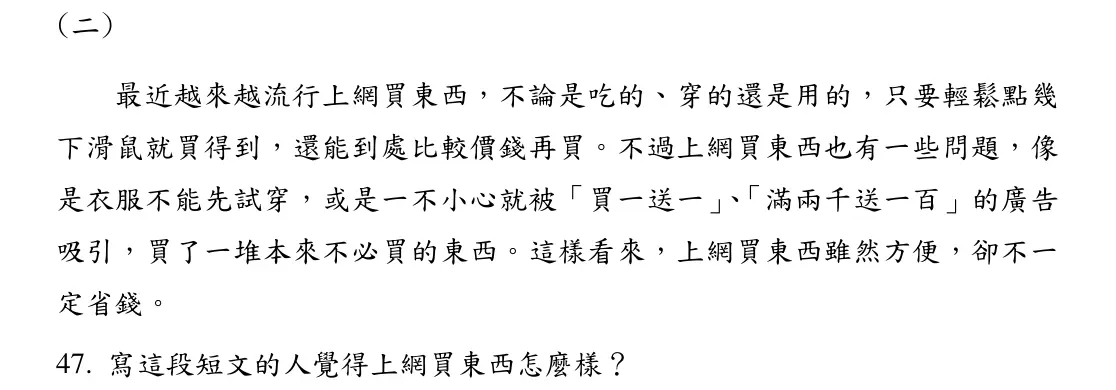 (二)
最近越來越流行上網買東西，不論是吃的、穿的還是用的，只要輕鬆點幾
下滑鼠就買得到，還能到處比較價錢再買。不過上網買東西也有一些問題，像
是衣服不能先試穿，或是一不小心就被「買一送一」、「滿兩千送一百」的廣告
吸引，買了一堆本來不必買的東西。這樣看來，上網買東西雖然方便，卻不一
定省錢。
47. 寫這段短文的人覺得上網買東西怎麼樣？